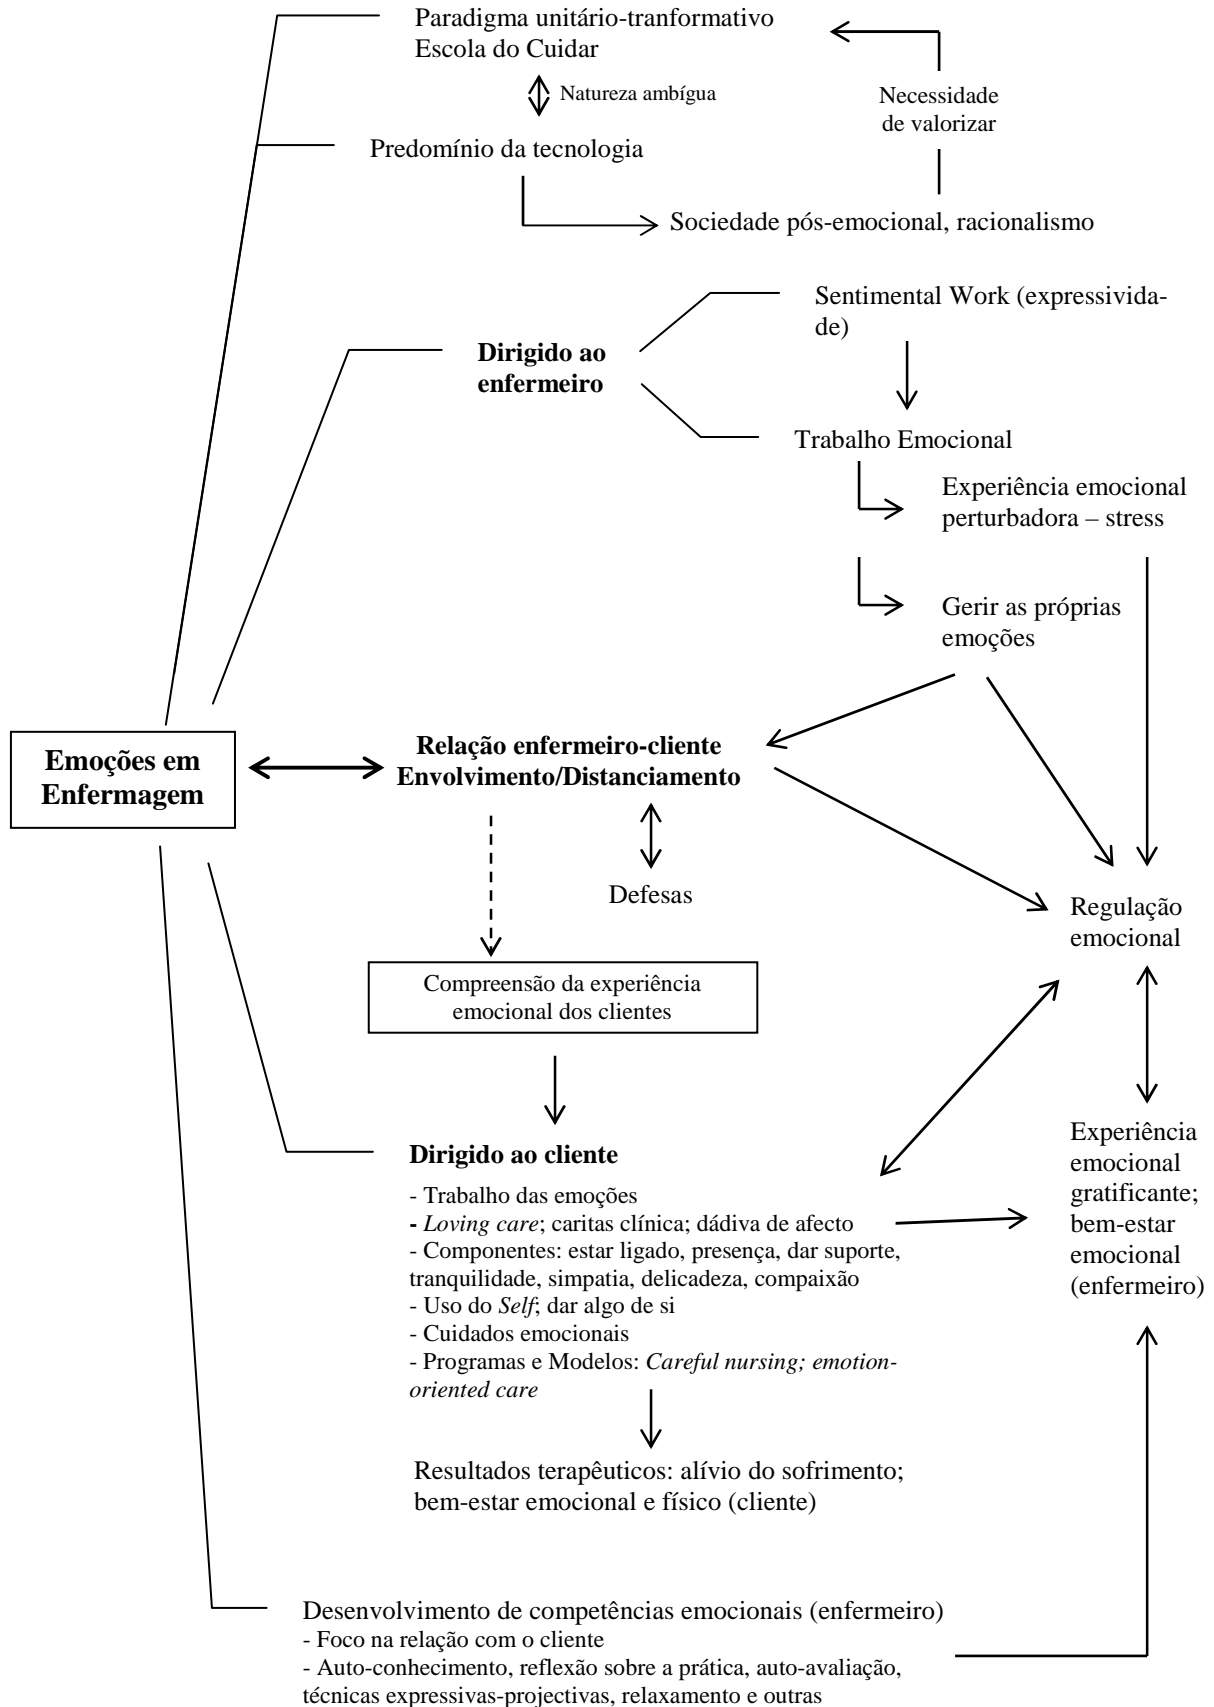 Paradigma unitário-tranformativo
Escola do Cuidar
Natureza ambígua
Necessidade
de valorizar
Predomínio da tecnologia
Sociedade pós-emocional, racionalismo
Sentimental Work (expressivida-
de)
Dirigido ao
enfermeiro
Trabalho Emocional
Experiência emocional
perturbadora – stress
Gerir as próprias
emoções
Emoções em
Enfermagem
Relação enfermeiro-cliente
Envolvimento/Distanciamento
Defesas
Regulação
emocional
Compreensão da experiência
emocional dos clientes
Dirigido ao cliente
- Trabalho das emoções
- Loving care; caritas clínica; dádiva de afecto
- Componentes: estar ligado, presença, dar suporte,
tranquilidade, simpatia, delicadeza, compaixão
- Uso do Self; dar algo de si
- Cuidados emocionais
- Programas e Modelos: Careful nursing; emotion-
oriented care
Experiência
emocional
gratificante;
bem-estar
emocional
(enfermeiro)
Resultados terapêuticos: alívio do sofrimento;
bem-estar emocional e físico (cliente)
Desenvolvimento de competências emocionais (enfermeiro)
- Foco na relação com o cliente
- Auto-conhecimento, reflexão sobre a prática, auto-avaliação,
técnicas expressivas-projectivas, relaxamento e outras